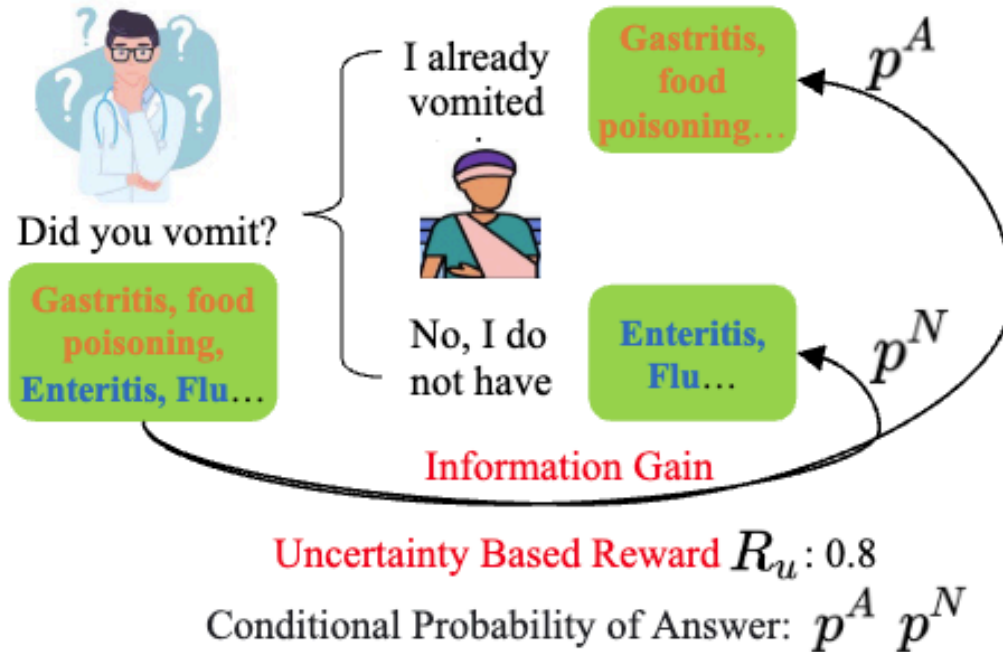 ? ? ? ?
Did you vomit?
Gastritis, food
poisoning,
Enteritis, Flu...
I already
vomited
.
Gastritis,
food
poisoning...
p^A
No, I do
not have
Enteritis,
Flu...
p^N
Information Gain
Uncertainty Based Reward R_u: 0.8
Conditional Probability of Answer: p^A p^N